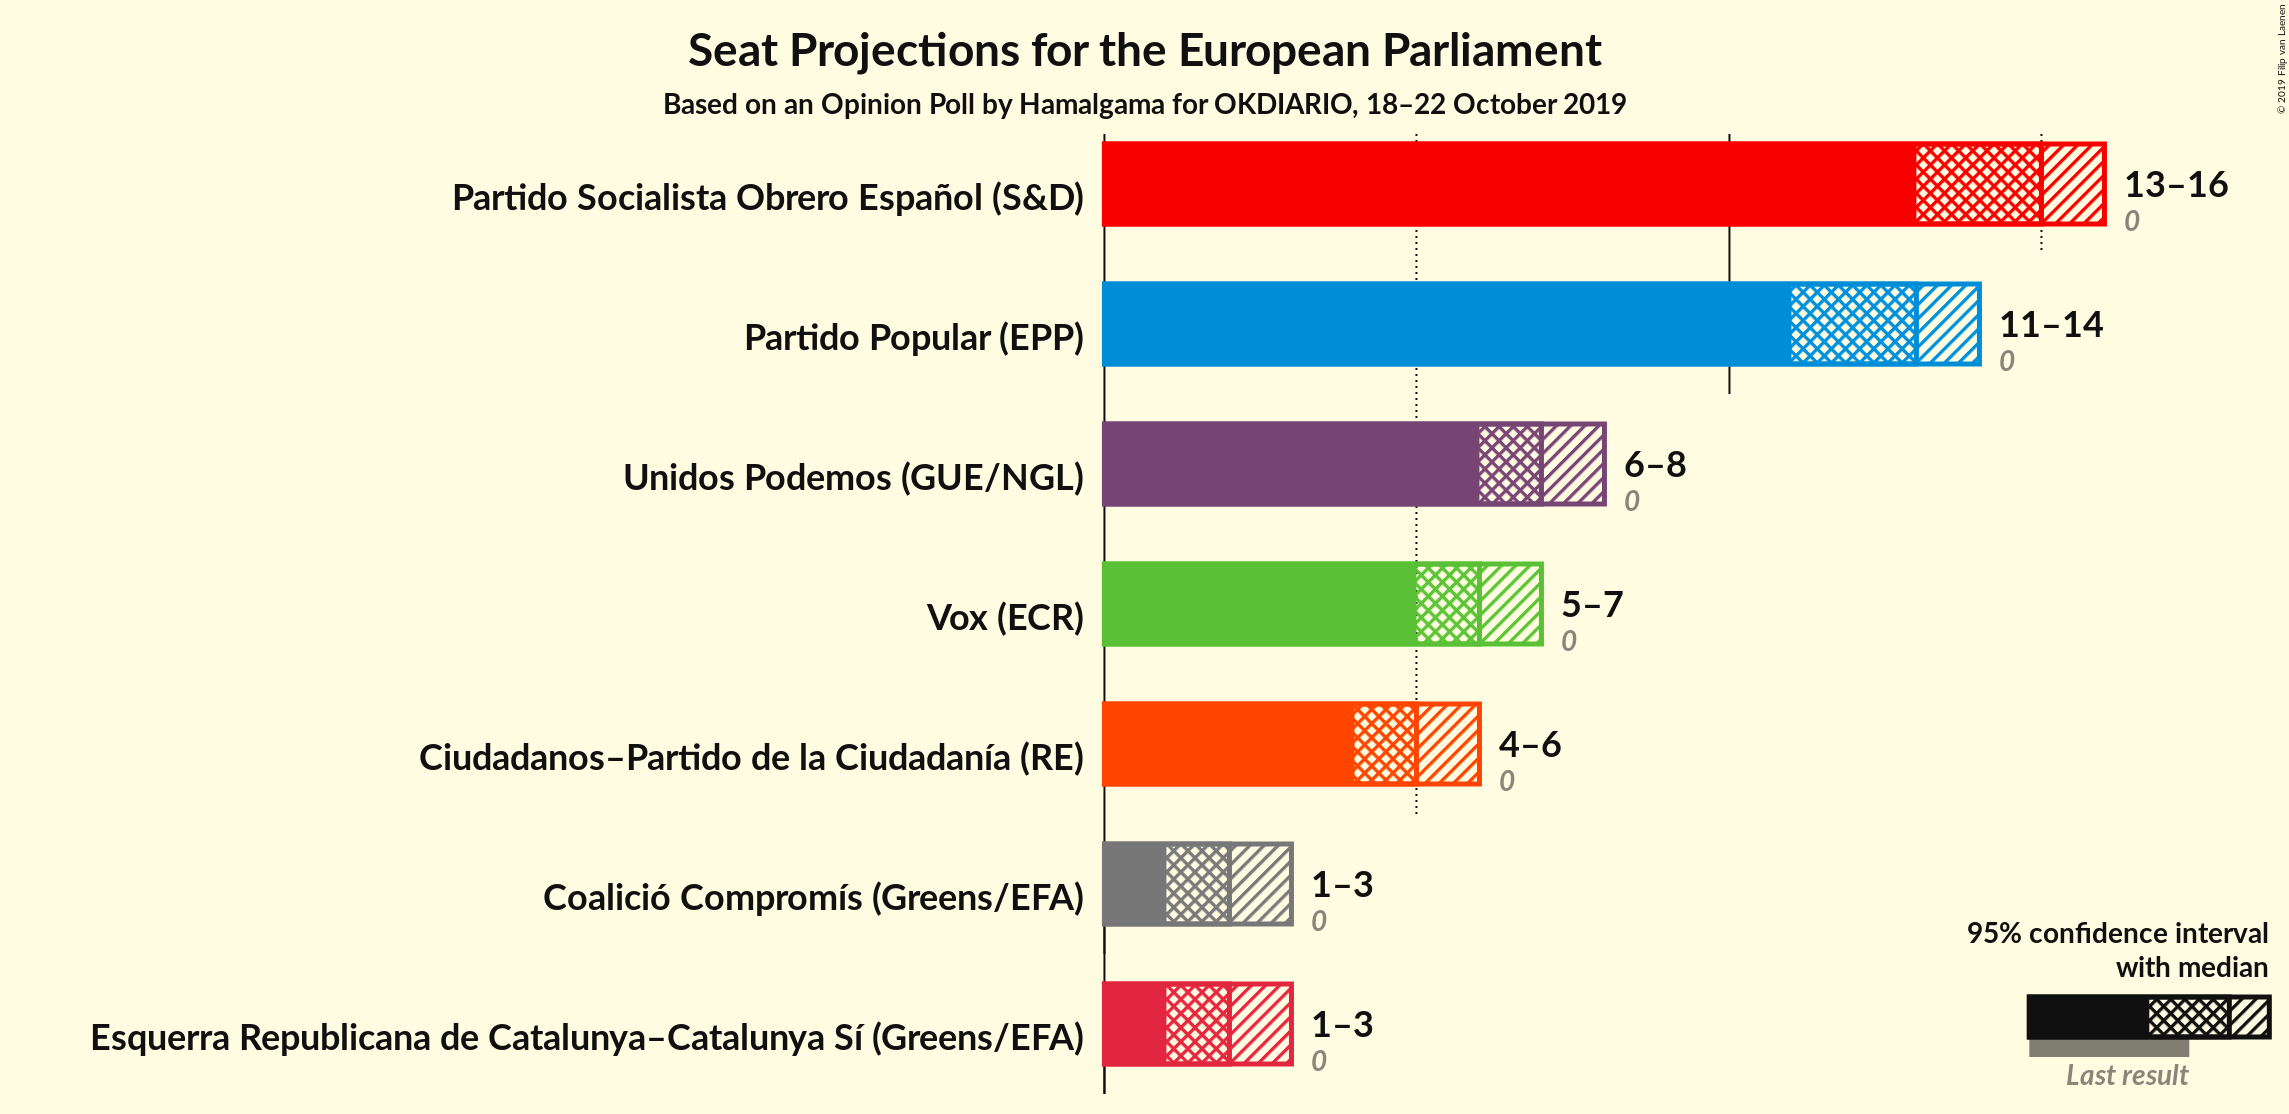 Seat Projections for the European Parliament
Based on an Opinion Poll by Hamalgama for OKDIARIO, 18–22 October 2019
© 2019 Filip van Laenen
Partido Socialista Obrero Español (S&D)
13–16
0
Partido Popular (EPP)
11–14
0
Unidos Podemos (GUE/NGL)
6–8
0
Vox (ECR)
5–7
0
Ciudadanos–Partido de la Ciudadanía (RE)
4–6
0
Coalició Compromís (Greens/EFA)
1–3
0
Esquerra Republicana de Catalunya–Catalunya Sí (Greens/EFA)
1–3
0
95% confidence interval
with median
Last result